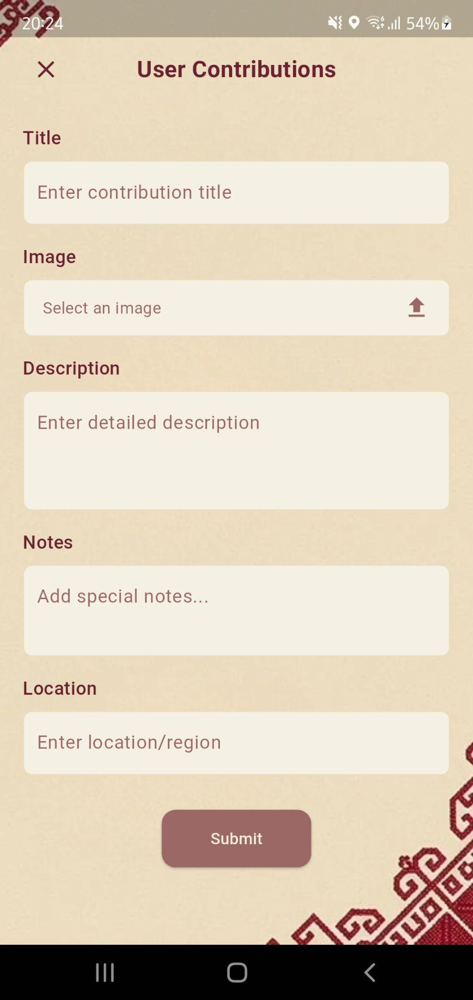 20:24
6
54%
User Contributions
Title
Enter contribution title
Image
Select an image
Description
Enter detailed description
Notes
Add special notes...
Location
Enter location/region
Submit